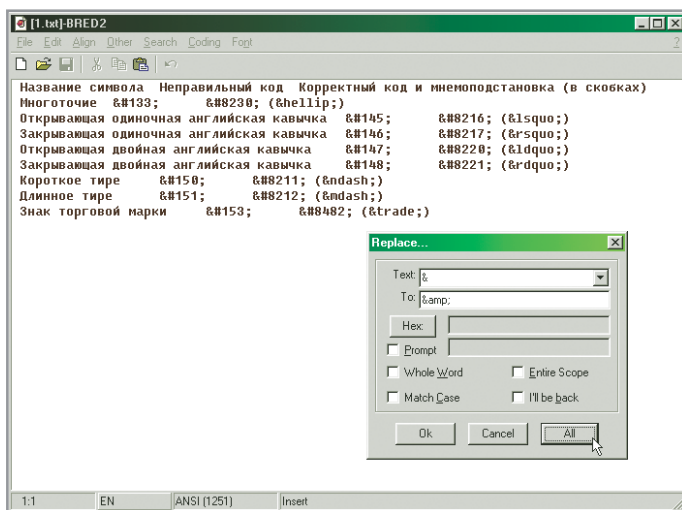 [1.txt]-BRED2
File Edit Align Other Search Coding Font ?
Название символа Неправильный код Корректный код и мнемоподстановка (в скобках)
Многоточие &#133; &#8230; (&hellip;)
Открывающая одиночная английская кавычка &#145; &#8216; (&lsquo;)
Закрывающая одиночная английская кавычка &#146; &#8217; (&rsquo;)
Открывающая двойная английская кавычка &#147; &#8220; (&ldquo;)
Закрывающая двойная английская кавычка &#148; &#8221; (&rdquo;)
Короткое тире &#150; &#8211; (&ndash;)
Длинное тире &#151; &#8212; (&mdash;)
Знак торговой марки &#153; &#8482; (&trade;)
Replace...
Text: &
To: &amp;
Hex:
Prompt
Whole Word Entire Scope
Match Case I'll be back
Ok Cancel All
1:1 EN ANSI (1251) Insert